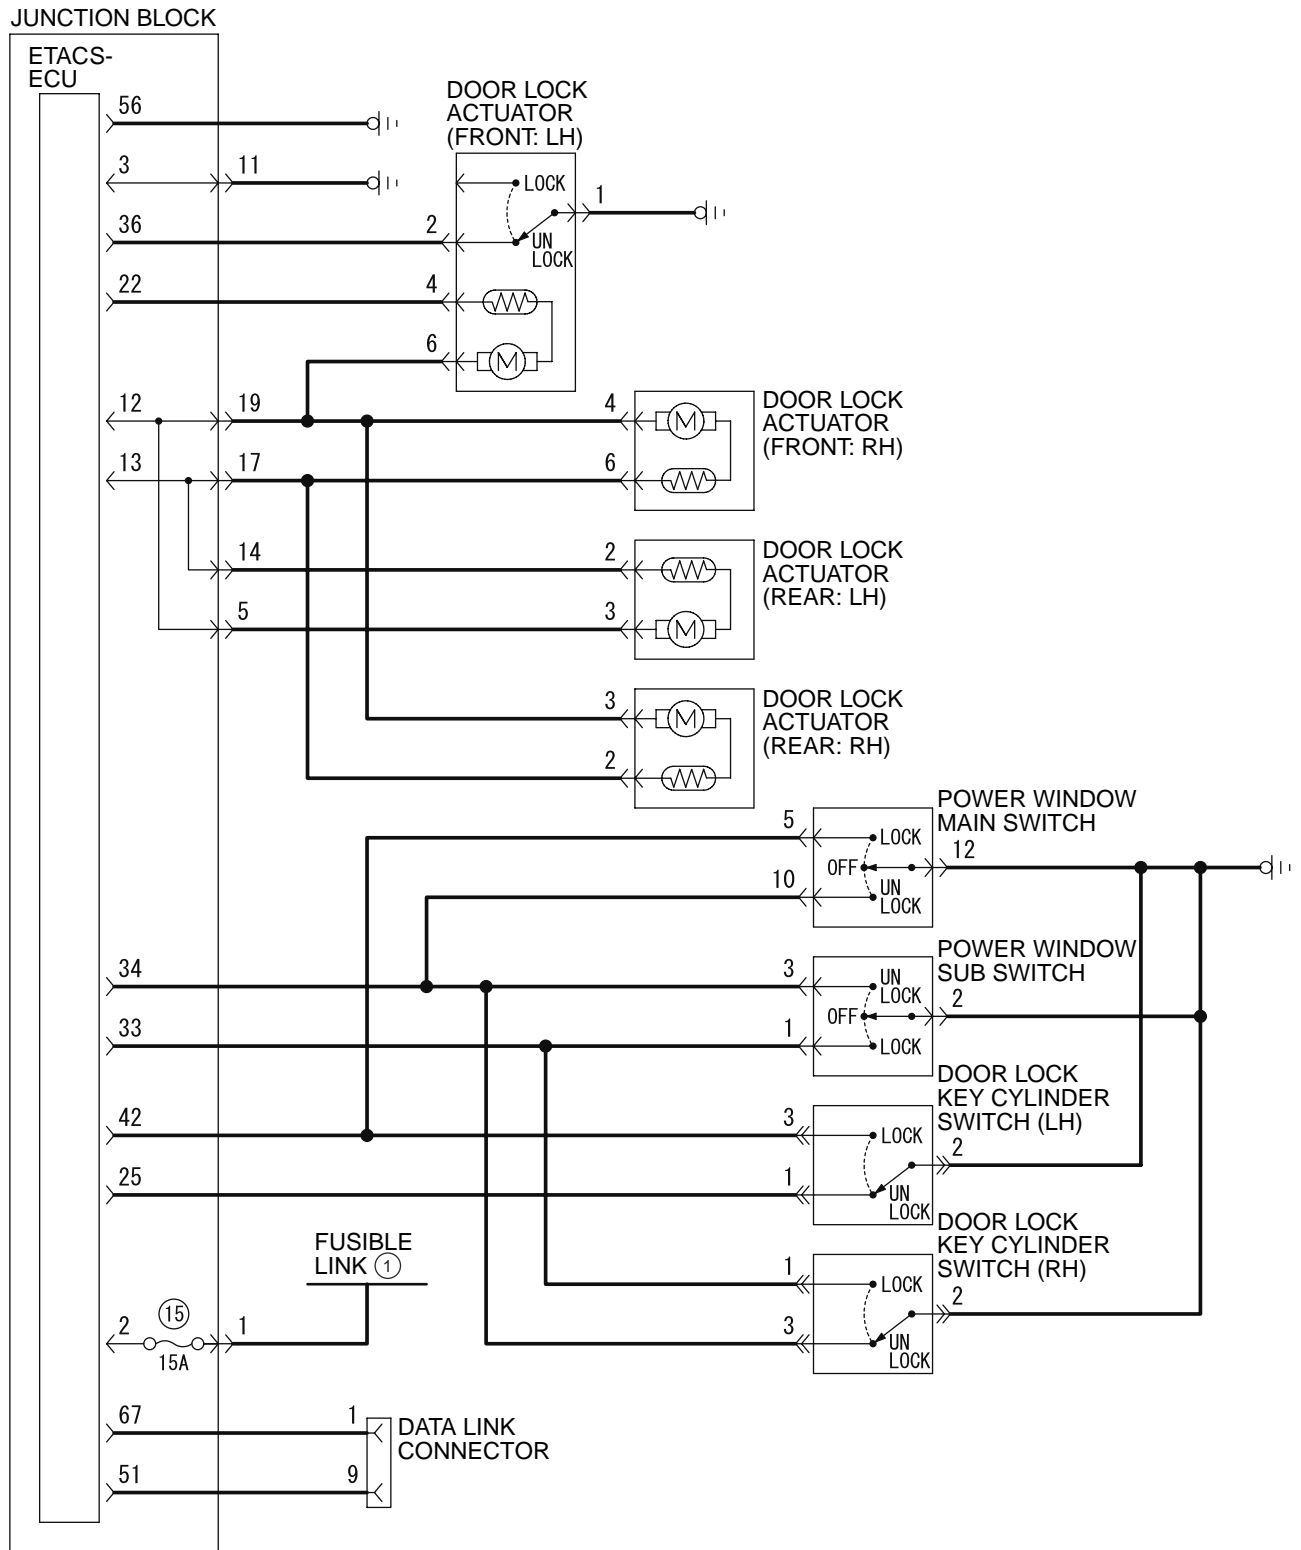 JUNCTION BLOCK
ETACS-
ECU
56
3
11
36
22
DOOR LOCK
ACTUATOR
(FRONT: LH)
LOCK
1
2
UN
LOCK
4
6
M
12
19
4
M
DOOR LOCK
ACTUATOR
(FRONT: RH)
13
17
6
14
2
DOOR LOCK
ACTUATOR
(REAR: LH)
5
3
M
3
M
DOOR LOCK
ACTUATOR
(REAR: RH)
2
POWER WINDOW
MAIN SWITCH
5
LOCK
12
OFF
10
UN
LOCK
POWER WINDOW
SUB SWITCH
34
3
UN
LOCK
2
OFF
33
1
LOCK
DOOR LOCK
KEY CYLINDER
SWITCH (LH)
42
3
LOCK
2
25
1
UN
LOCK
DOOR LOCK
KEY CYLINDER
SWITCH (RH)
FUSIBLE
LINK 1
1
LOCK
2
15
2
1
15A
3
UN
LOCK
67
1
DATA LINK
CONNECTOR
51
9